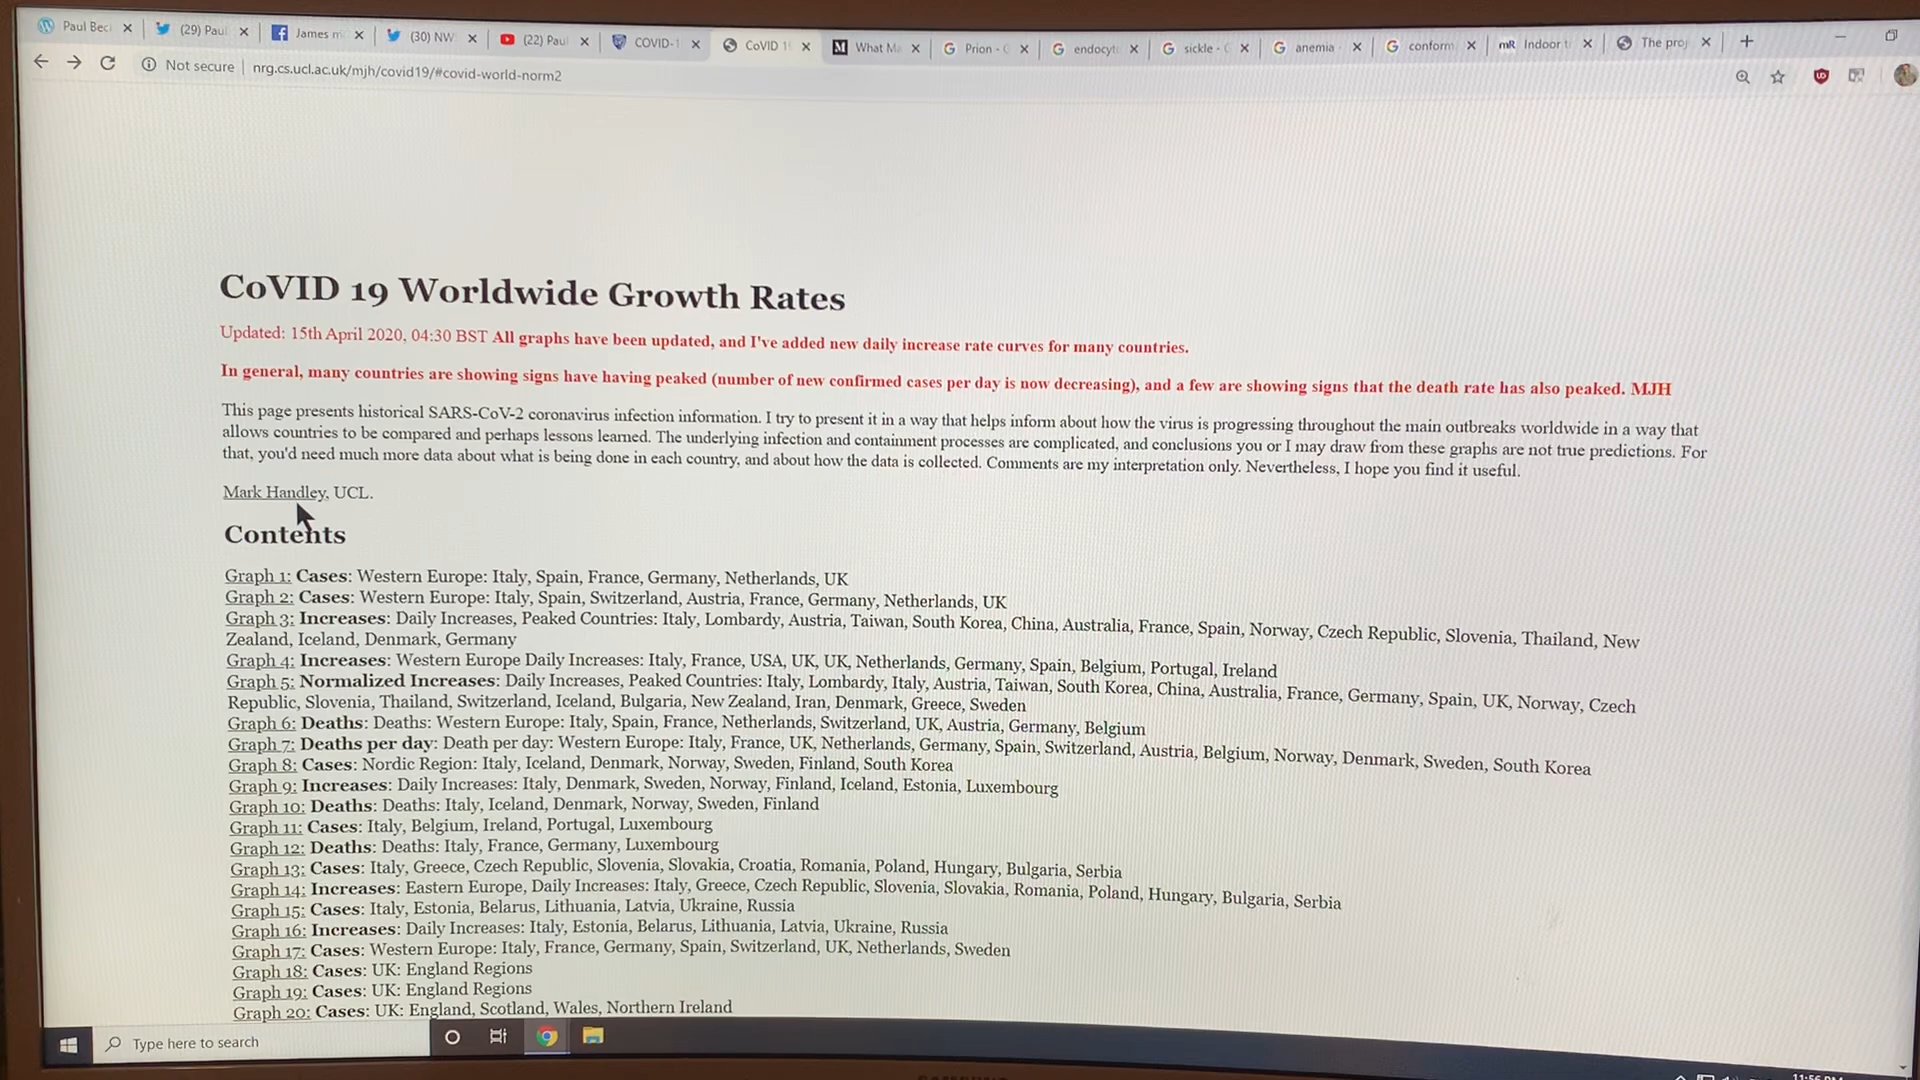 Paul Bec
(29) Pau
James m
(30) NW
(22) Pau
COVID-1
CoVID 1
What M
Prion - G
endocyt
sickle - G
anemia
conform
mR Indoor t
The proj
Not secure | nrg.cs.ucl.ac.uk/mjh/covid19/#covid-world-norm2
CoVID 19 Worldwide Growth Rates
Updated: 15th April 2020, 04:30 BST All graphs have been updated, and I've added new daily increase rate curves for many countries.
In general, many countries are showing signs have having peaked (number of new confirmed cases per day is now decreasing), and a few are showing signs that the death rate has also peaked. MJH
This page presents historical SARS-CoV-2 coronavirus infection information. I try to present it in a way that helps inform about how the virus is progressing throughout the main outbreaks worldwide in a way that
allows countries to be compared and perhaps lessons learned. The underlying infection and containment processes are complicated, and conclusions you or I may draw from these graphs are not true predictions. For
that, you'd need much more data about what is being done in each country, and about how the data is collected. Comments are my interpretation only. Nevertheless, I hope you find it useful.
Mark Handley, UCL.
Contents
Graph 1: Cases: Western Europe: Italy, Spain, France, Germany, Netherlands, UK
Graph 2: Cases: Western Europe: Italy, Spain, Switzerland, Austria, France, Germany, Netherlands, UK
Graph 3: Increases: Daily Increases, Peaked Countries: Italy, Lombardy, Austria, Taiwan, South Korea, China, Australia, France, Spain, Norway, Czech Republic, Slovenia, Thailand, New
Zealand, Iceland, Denmark, Germany
Graph 4: Increases: Western Europe Daily Increases: Italy, France, USA, UK, UK, Netherlands, Germany, Spain, Belgium, Portugal, Ireland
Graph 5: Normalized Increases: Daily Increases, Peaked Countries: Italy, Lombardy, Italy, Austria, Taiwan, South Korea, China, Australia, France, Germany, Spain, UK, Norway, Czech
Republic, Slovenia, Thailand, Switzerland, Iceland, Bulgaria, New Zealand, Iran, Denmark, Greece, Sweden
Graph 6: Deaths: Deaths: Western Europe: Italy, Spain, France, Netherlands, Switzerland, UK, Austria, Germany, Belgium
Graph 7: Deaths per day: Death per day: Western Europe: Italy, France, UK, Netherlands, Germany, Spain, Switzerland, Austria, Belgium, Norway, Denmark, Sweden, South Korea
Graph 8: Cases: Nordic Region: Italy, Iceland, Denmark, Norway, Sweden, Finland, South Korea
Graph 9: Increases: Daily Increases: Italy, Denmark, Sweden, Norway, Finland, Iceland, Estonia, Luxembourg
Graph 10: Deaths: Deaths: Italy, Iceland, Denmark, Norway, Sweden, Finland
Graph 11: Cases: Italy, Belgium, Ireland, Portugal, Luxembourg
Graph 12: Deaths: Deaths: Italy, France, Germany, Luxembourg
Graph 13: Cases: Italy, Greece, Czech Republic, Slovenia, Slovakia, Croatia, Romania, Poland, Hungary, Bulgaria, Serbia
Graph 14: Increases: Eastern Europe, Daily Increases: Italy, Greece, Czech Republic, Slovenia, Slovakia, Romania, Poland, Hungary, Bulgaria, Serbia
Graph 15: Cases: Italy, Estonia, Belarus, Lithuania, Latvia, Ukraine, Russia
Graph 16: Increases: Daily Increases: Italy, Estonia, Belarus, Lithuania, Latvia, Ukraine, Russia
Graph 17: Cases: Western Europe: Italy, France, Germany, Spain, Switzerland, UK, Netherlands, Sweden
Graph 18: Cases: UK: England Regions
Graph 19: Cases: UK: England Regions
Graph 20: Cases: UK: England, Scotland, Wales, Northern Ireland
Type here to search
11:56 PM